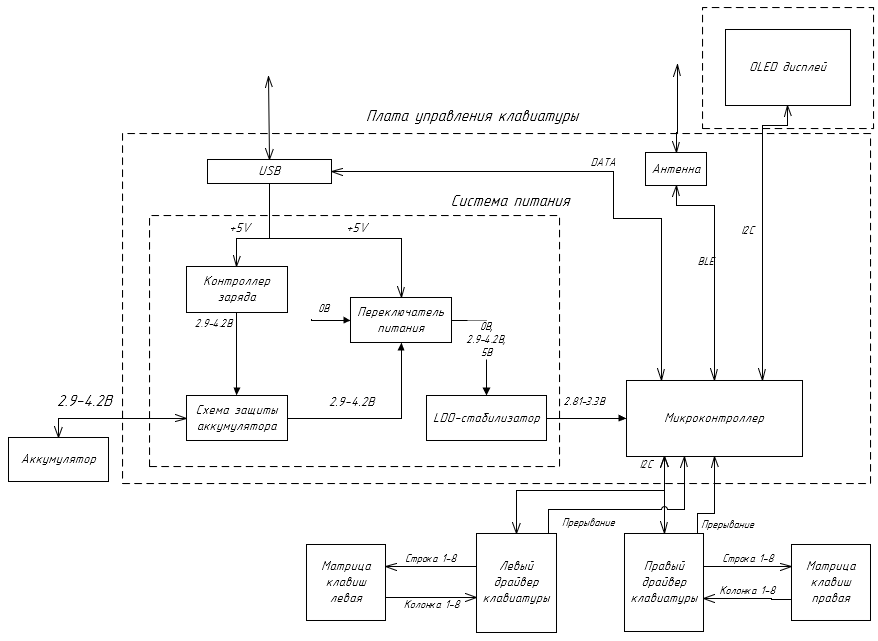 OLED дисплей
Плата управления клавиатуры
USB
DATA
Антенна
Система питания
+5V
+5V
I2C
BLE
Контроллер
заряда
2.9-4.2В
0В
Переключатель
питания
0В,
2.9-4.2В,
5В
2.9-4.2В
Схема защиты
аккумулятора
2.9-4.2В
LDO-стабилизатор
2.81-3.3В
Микроконтроллер
Аккумулятор
I2C
Прерывание
Прерывание
Матрица
клавиш
левая
Строка 1-8
Колонка 1-8
Левый
драйвер
клавиатуры
Правый
драйвер
клавиатуры
Строка 1-8
Колонка 1-8
Матрица
клавиш
правая